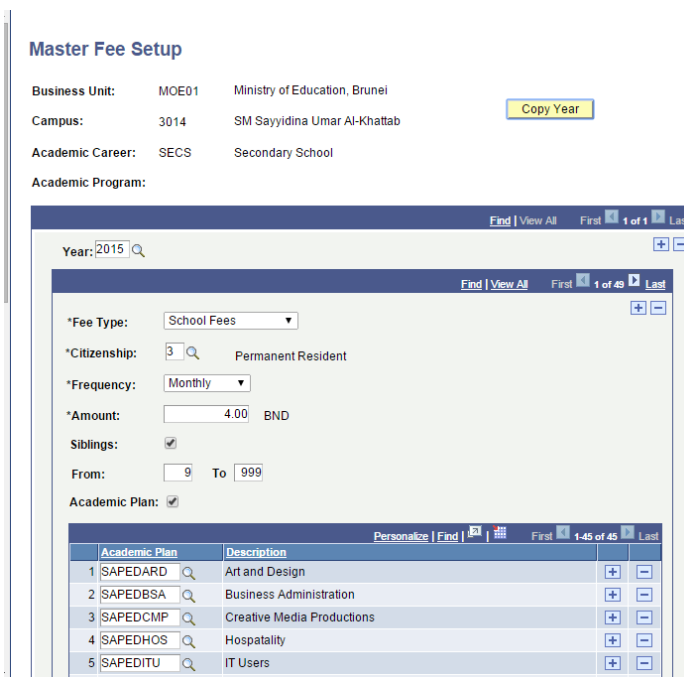 Master Fee Setup
Business Unit: MOE01 Ministry of Education, Brunei
Copy Year
Campus: 3014 SM Sayyidina Umar Al-Khattab
Academic Career: SECS Secondary School
Academic Program:
Find | View All First 1 of 1 Las
Year: 2015
Find | View All First 1 of 49 Last
*Fee Type: School Fees
*Citizenship: 3 Permanent Resident
*Frequency: Monthly
*Amount: 4.00 BND
Siblings:
From: 9 To 999
Academic Plan:
Personalize | Find | First 1-45 of 45 Last
Academic Plan Description
1 SAPEDARD Art and Design
2 SAPEDBSA Business Administration
3 SAPEDCMP Creative Media Productions
4 SAPEDHOS Hospatality
5 SAPEDITU IT Users